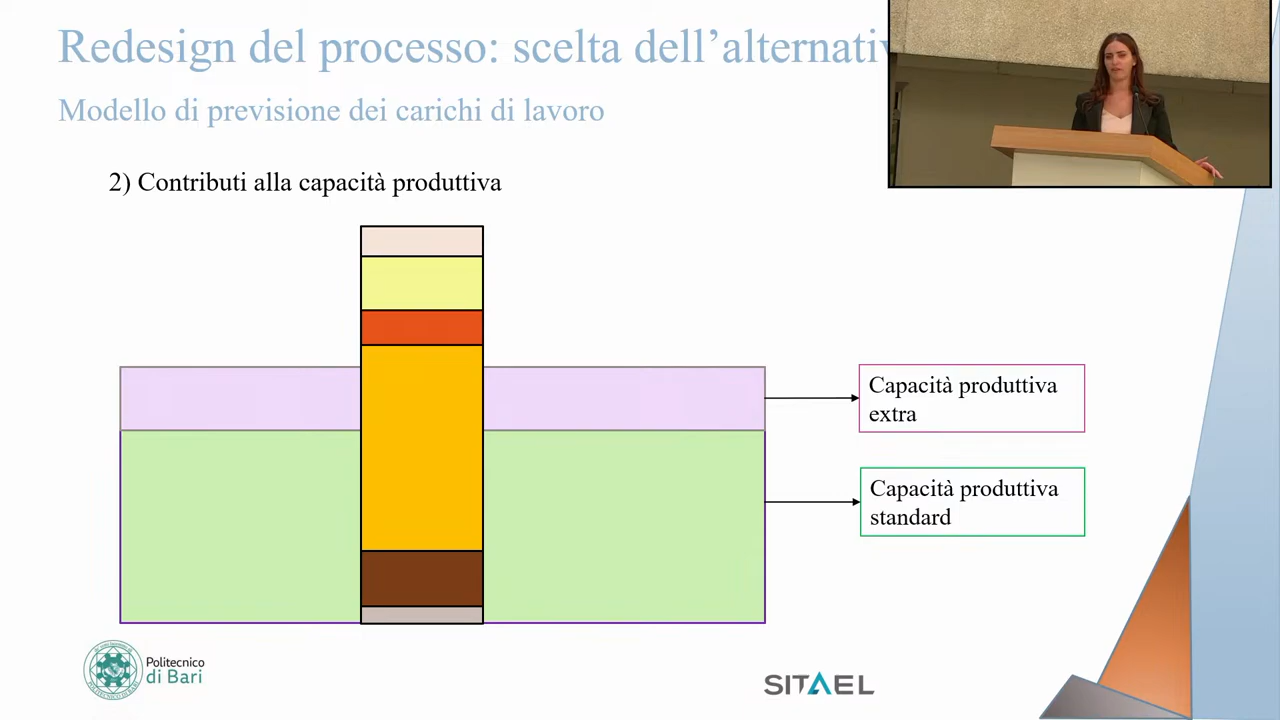 Redesign del processo: scelta dell’alternativ
Modello di previsione dei carichi di lavoro
2) Contributi alla capacità produttiva
Capacità produttiva
extra
Capacità produttiva
standard
Politecnico
di Bari
SITAEL